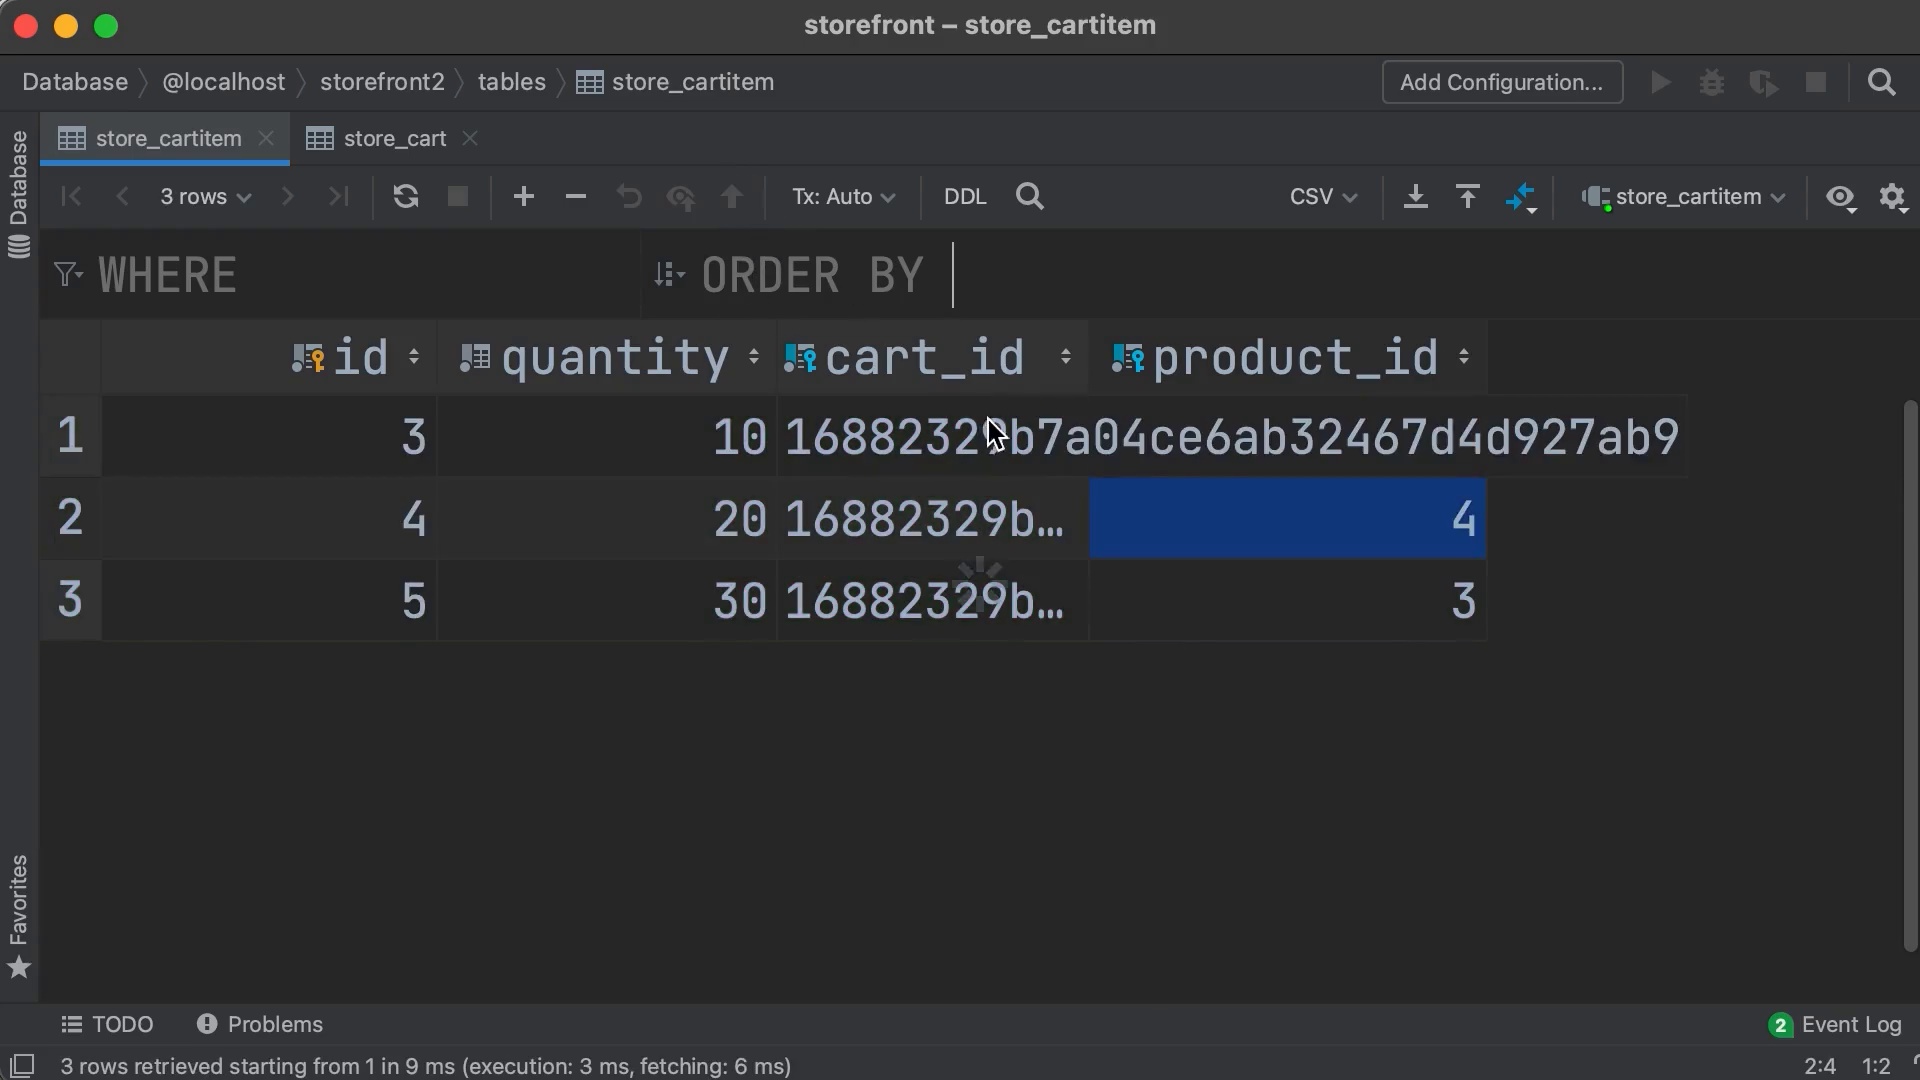 storefront – store_cartitem
Database @localhost storefront2 tables store_cartitem Add Configuration...
store_cartitem store_cart
Database
3 rows Tx: Auto DDL CSV store_cartitem
WHERE ORDER BY
id quantity cart_id product_id
1 3 10 16882329b7a04ce6ab32467d4d927ab9
2 4 20 16882329b… 4
3 5 30 16882329b… 3
Favorites
TODO Problems 2 Event Log
3 rows retrieved starting from 1 in 9 ms (execution: 3 ms, fetching: 6 ms) 2:4 1:2